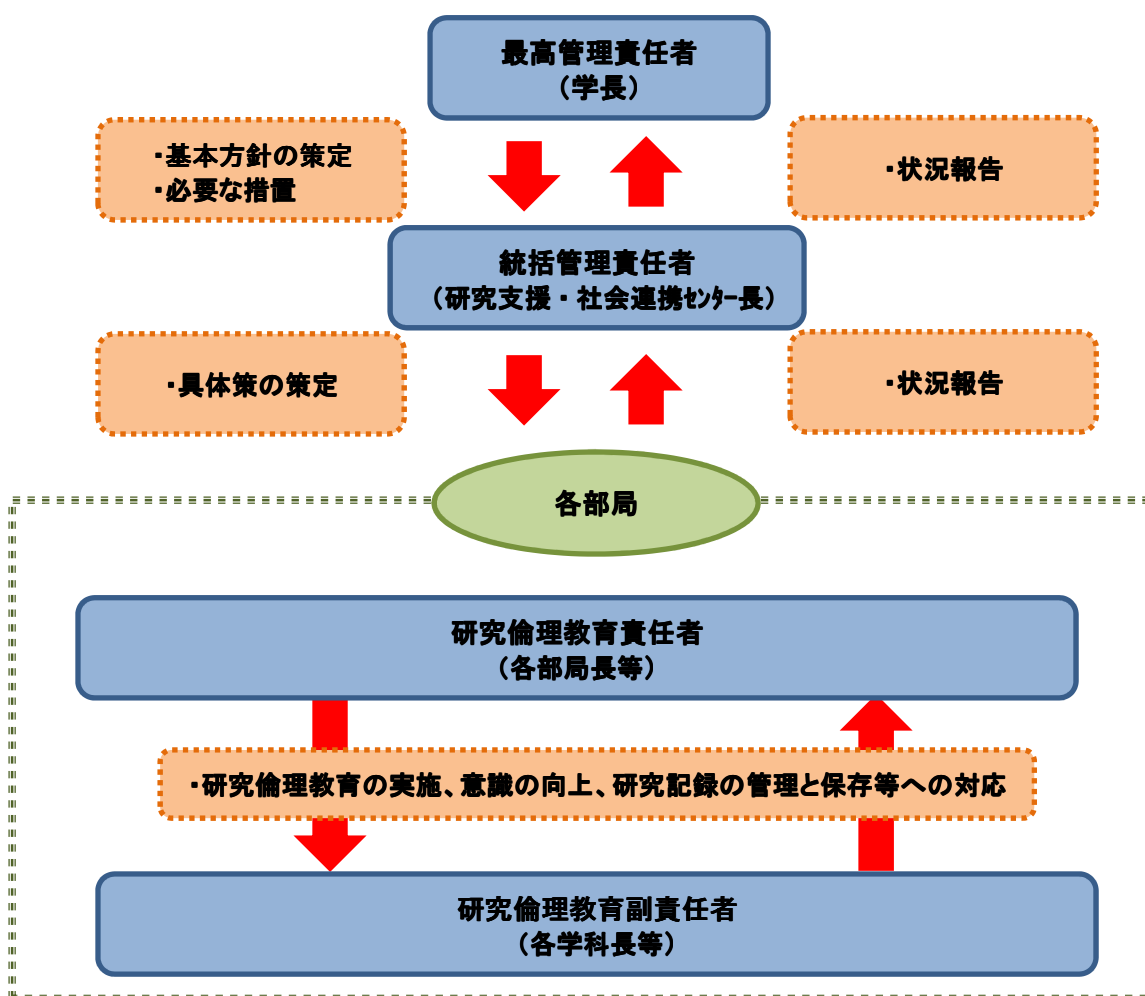 最高管理責任者
(学長)
・基本方針の策定
・必要な措置
・状況報告
統括管理責任者
(研究支援・社会連携ｾﾝﾀｰ長)
・具体策の策定
・状況報告
各部局
研究倫理教育責任者
(各部局長等)
・研究倫理教育の実施、意識の向上、研究記録の管理と保存等への対応
研究倫理教育副責任者
(各学科長等)